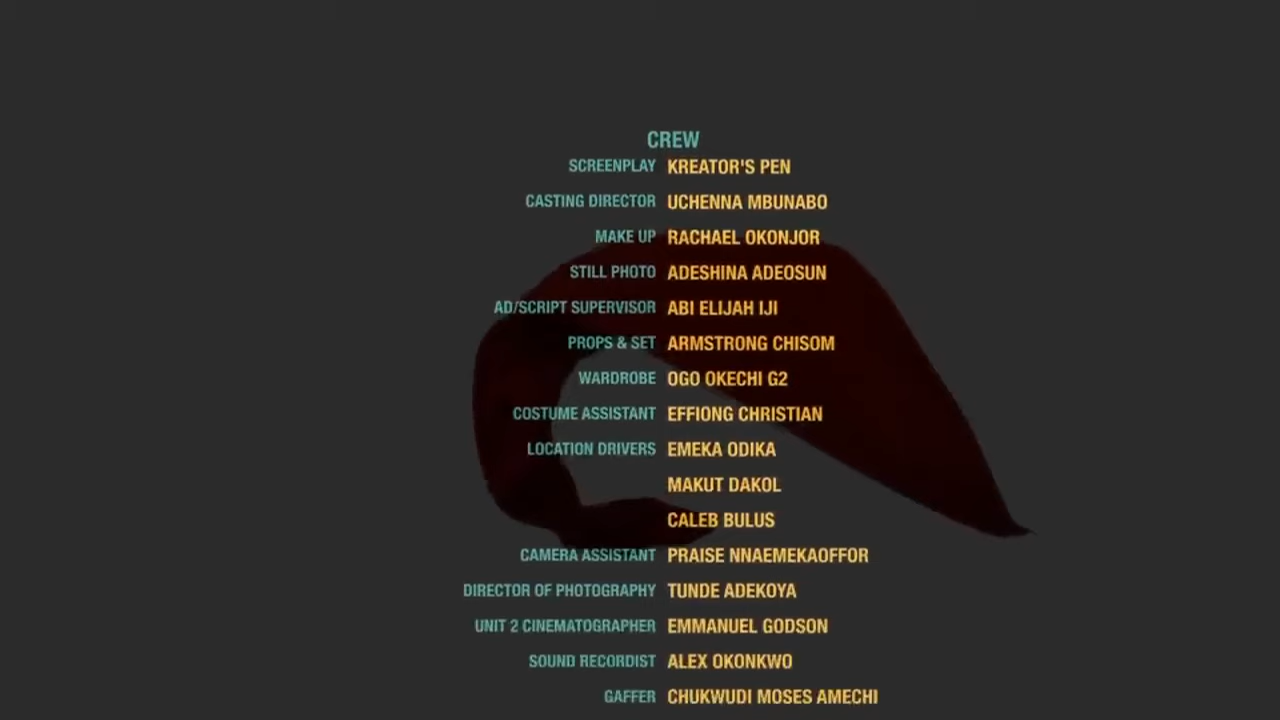 CREW
SCREENPLAY KREATOR'S PEN
CASTING DIRECTOR UCHENNA MBUNABO
MAKE UP RACHAEL OKONJOR
STILL PHOTO ADESHINA ADEOSUN
AD/SCRIPT SUPERVISOR ABI ELIJAH IJI
PROPS & SET ARMSTRONG CHISOM
WARDROBE OGO OKECHI G2
COSTUME ASSISTANT EFFIONG CHRISTIAN
LOCATION DRIVERS EMEKA ODIKA
MAKUT DAKOL
CALEB BULUS
CAMERA ASSISTANT PRAISE NNAEMEKAOFFOR
DIRECTOR OF PHOTOGRAPHY TUNDE ADEKOYA
UNIT 2 CINEMATOGRAPHER EMMANUEL GODSON
SOUND RECORDIST ALEX OKONKWO
GAFFER CHUKWUDI MOSES AMECHI